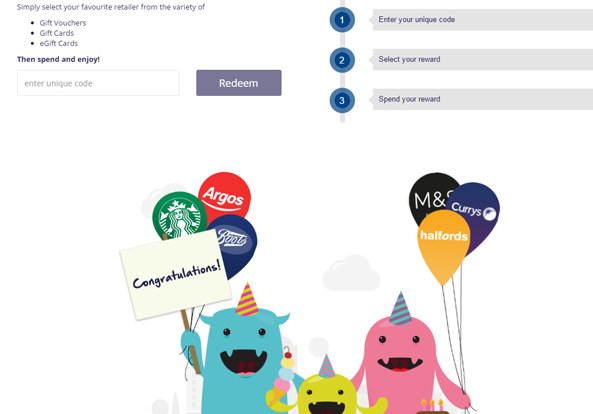 Simply select your favourite retailer from the variety of
Gift Vouchers
Gift Cards
eGift Cards
Then spend and enjoy!
enter unique code
Redeem
1
Enter your unique code
2
Select your reward
3
Spend your reward
Argos
Boots
Congratulations!
M&S
Currys
halfords